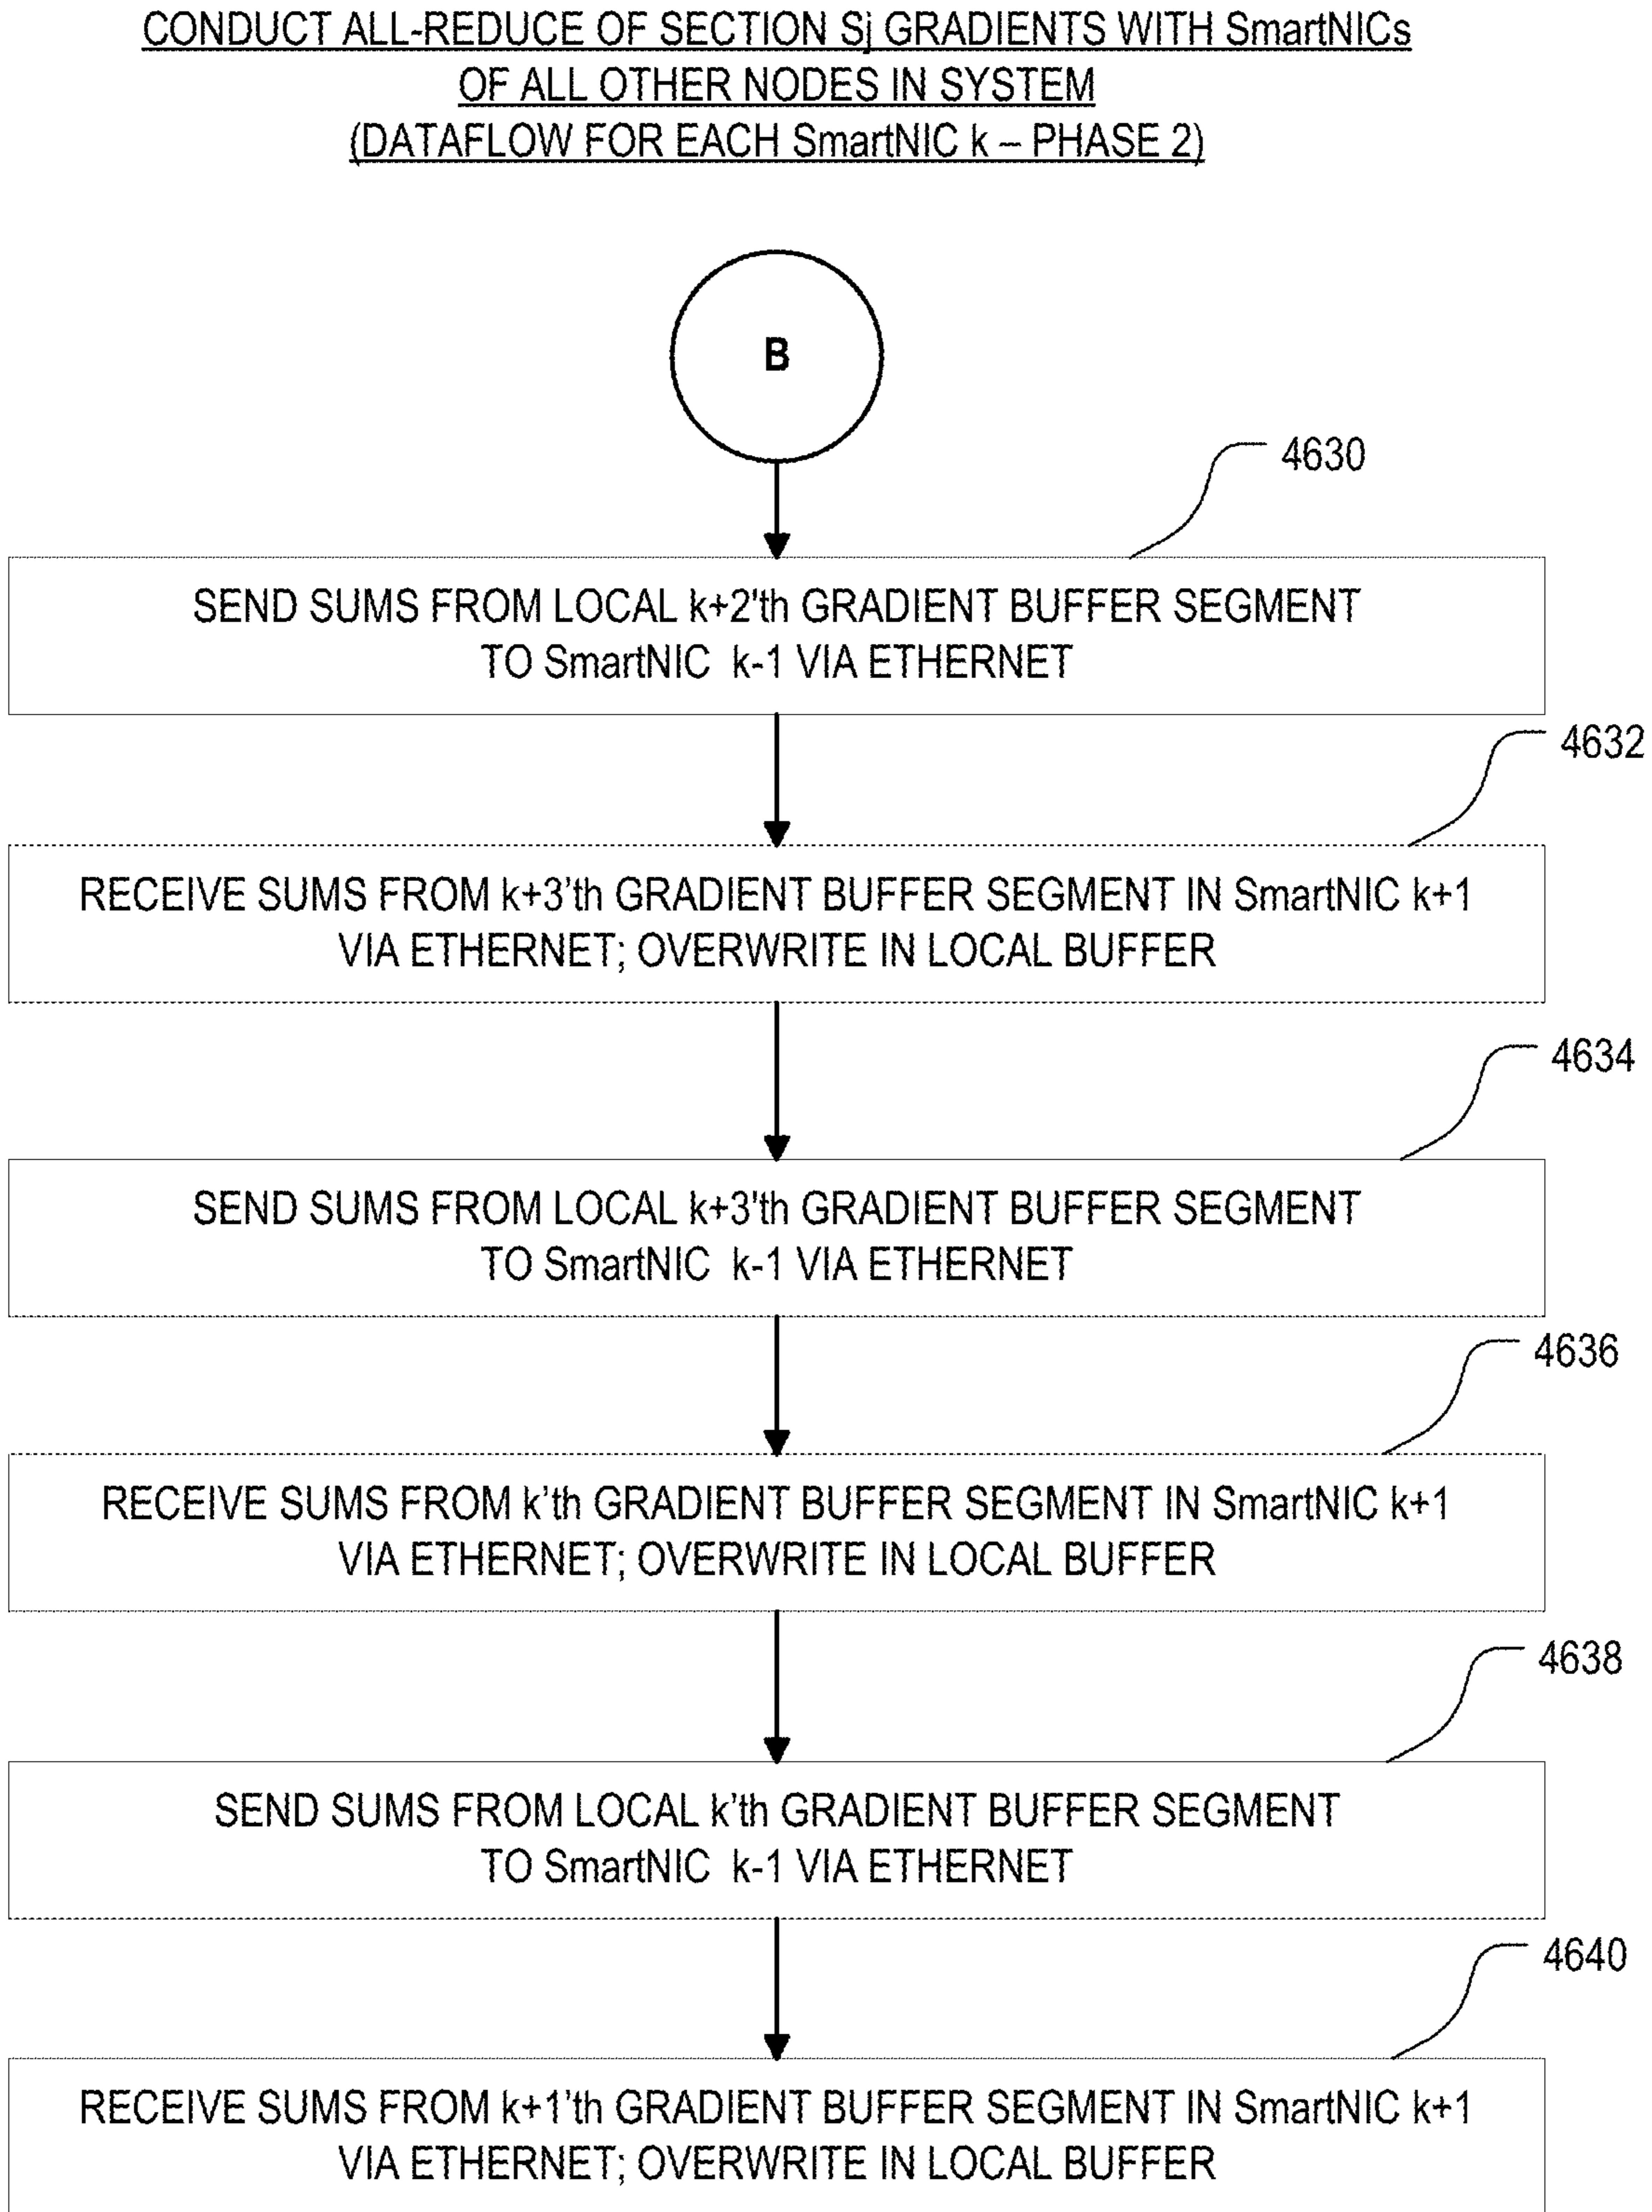 CONDUCT ALL-REDUCE OF SECTION Sj GRADIENTS WITH SmartNICs
OF ALL OTHER NODES IN SYSTEM
(DATAFLOW FOR EACH SmartNIC k – PHASE 2)
B
4630
SEND SUMS FROM LOCAL k+2'th GRADIENT BUFFER SEGMENT
TO SmartNIC k-1 VIA ETHERNET
4632
RECEIVE SUMS FROM k+3’th GRADIENT BUFFER SEGMENT IN SmartNIC k+1
VIA ETHERNET; OVERWRITE IN LOCAL BUFFER
4634
SEND SUMS FROM LOCAL k+3'th GRADIENT BUFFER SEGMENT
TO SmartNIC k-1 VIA ETHERNET
4636
RECEIVE SUMS FROM k’th GRADIENT BUFFER SEGMENT IN SmartNIC k+1
VIA ETHERNET; OVERWRITE IN LOCAL BUFFER
4638
SEND SUMS FROM LOCAL k’th GRADIENT BUFFER SEGMENT
TO SmartNIC k-1 VIA ETHERNET
4640
RECEIVE SUMS FROM k+1’th GRADIENT BUFFER SEGMENT IN SmartNIC k+1
VIA ETHERNET; OVERWRITE IN LOCAL BUFFER